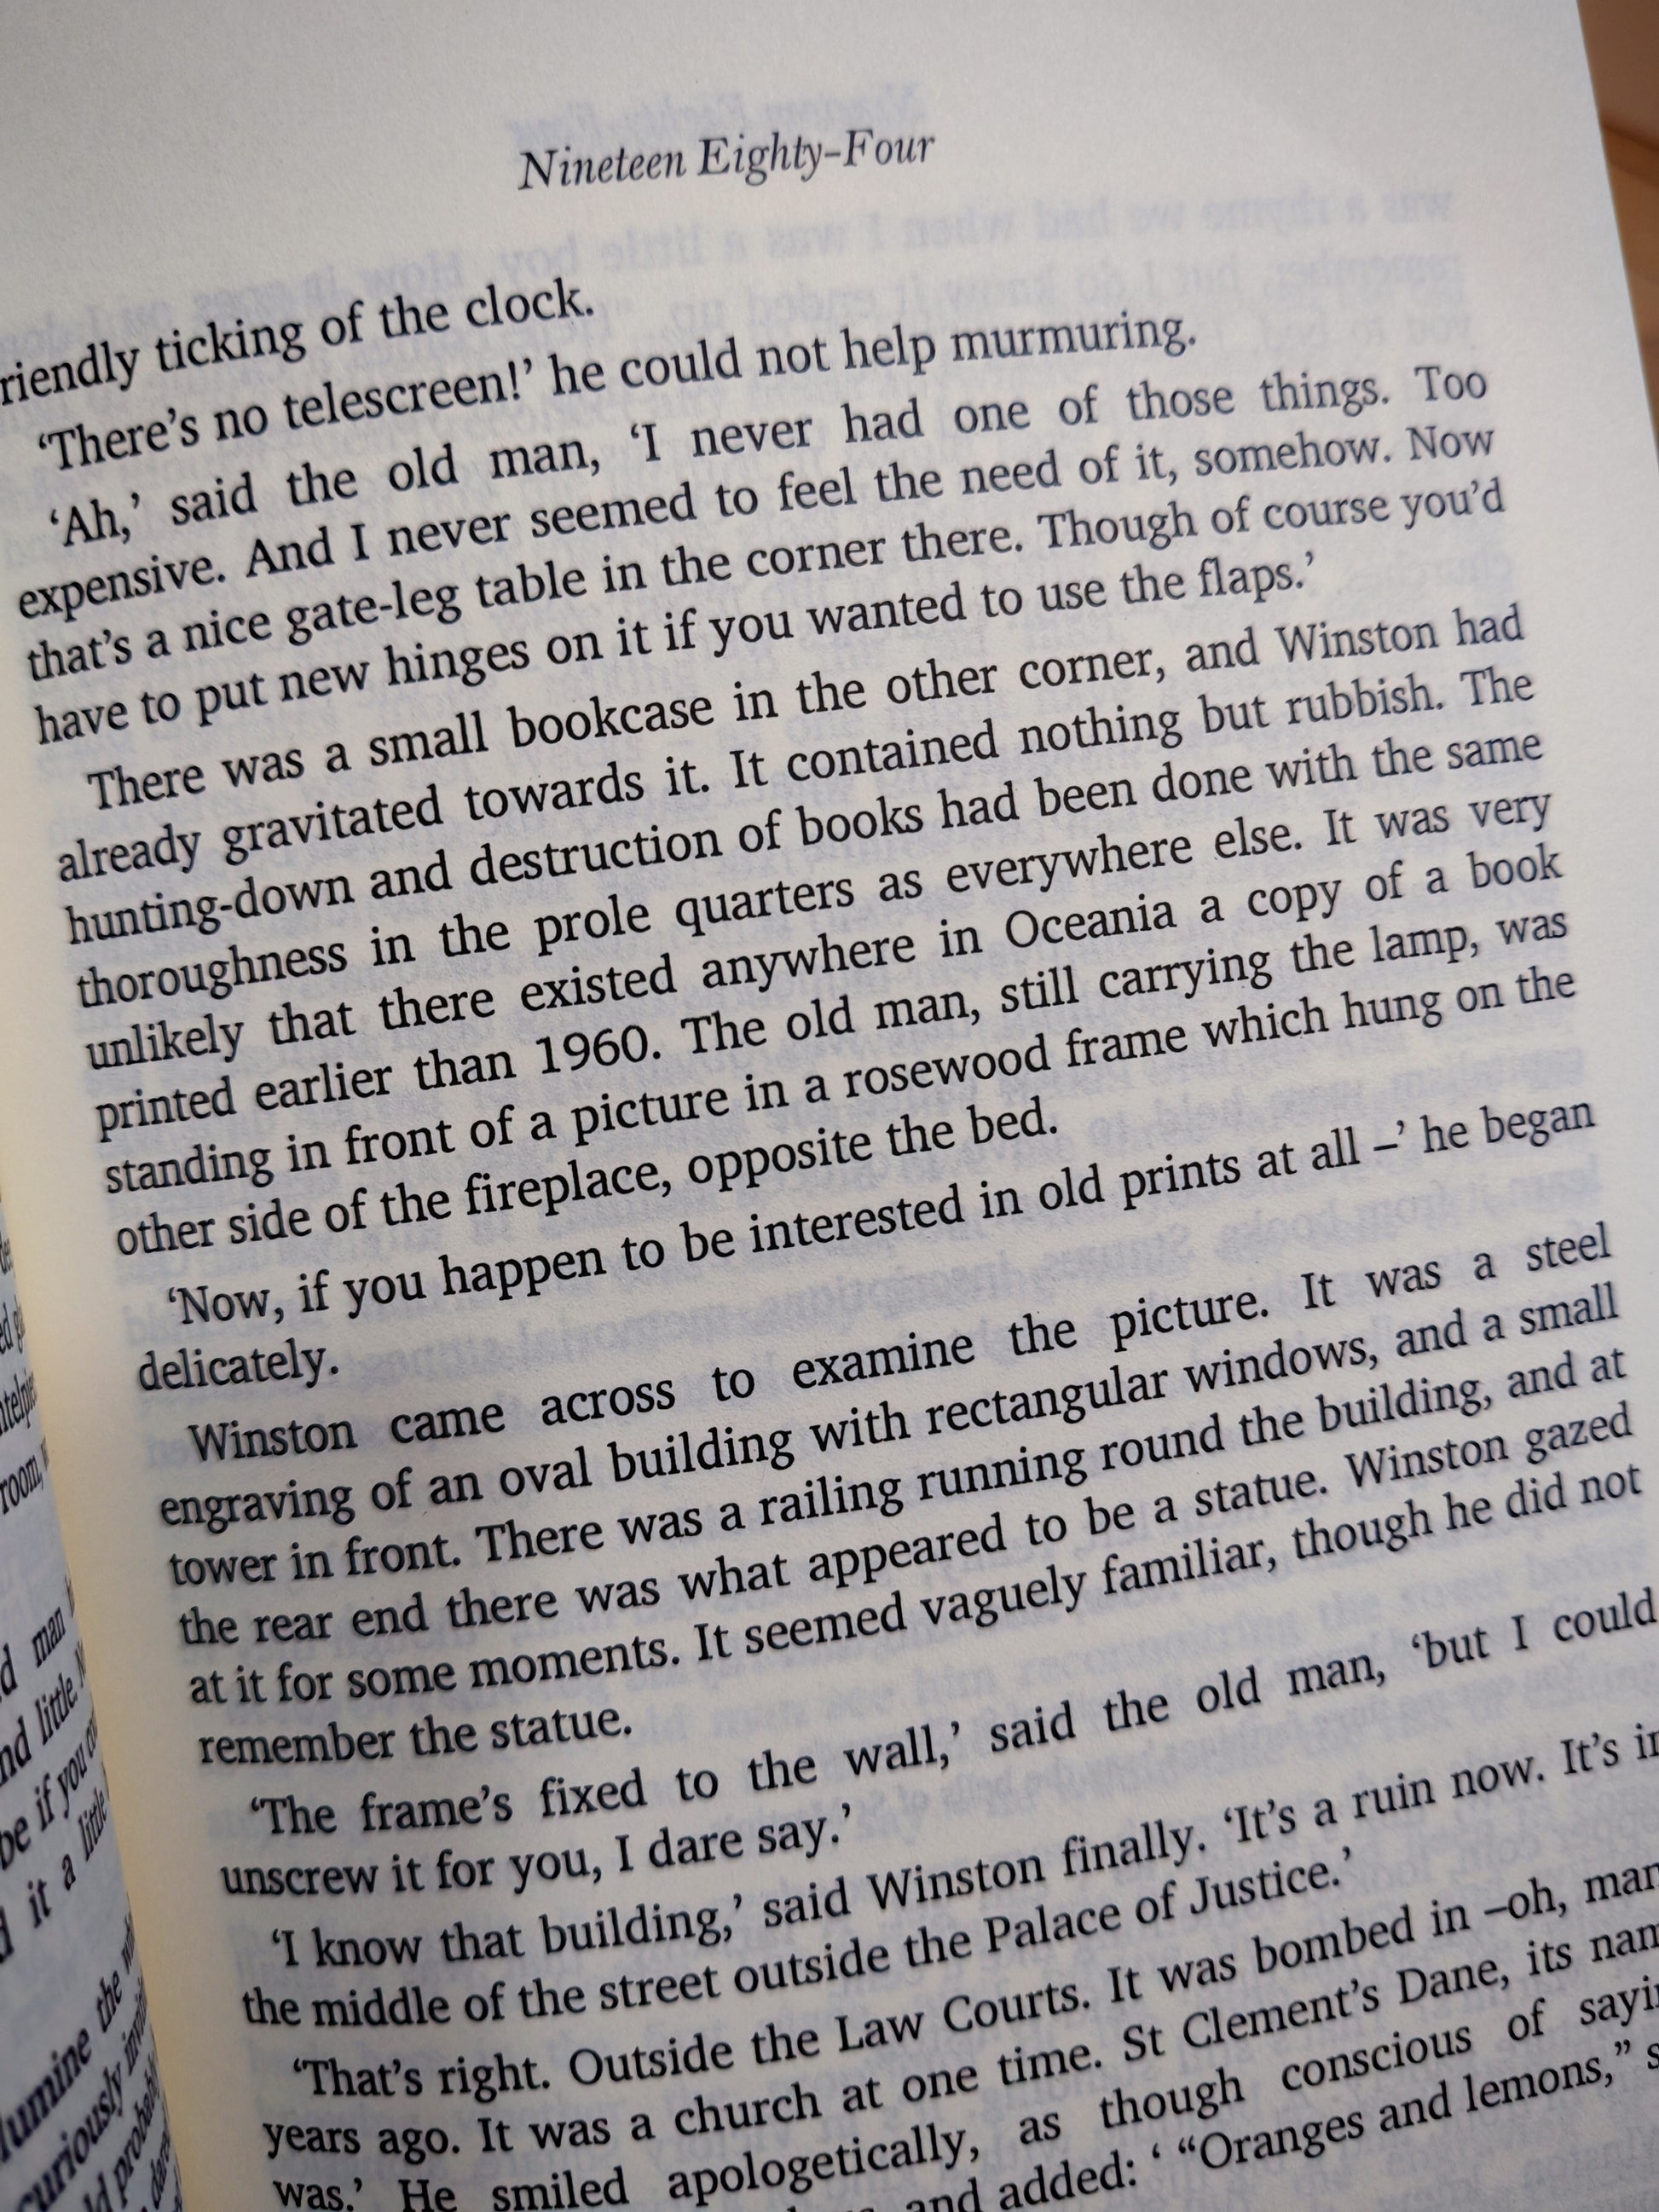 Nineteen Eighty-Four
riendly ticking of the clock.
‘There’s no telescreen!’ he could not help murmuring.
‘Ah,’ said the old man, ‘I never had one of those things. Too
expensive. And I never seemed to feel the need of it, somehow. Now
that’s a nice gate-leg table in the corner there. Though of course you’d
have to put new hinges on it if you wanted to use the flaps.’
There was a small bookcase in the other corner, and Winston had
already gravitated towards it. It contained nothing but rubbish. The
hunting-down and destruction of books had been done with the same
thoroughness in the prole quarters as everywhere else. It was very
unlikely that there existed anywhere in Oceania a copy of a book
printed earlier than 1960. The old man, still carrying the lamp, was
standing in front of a picture in a rosewood frame which hung on the
other side of the fireplace, opposite the bed.
‘Now, if you happen to be interested in old prints at all –’ he began
delicately.
Winston came across to examine the picture. It was a steel
engraving of an oval building with rectangular windows, and a small
tower in front. There was a railing running round the building, and at
the rear end there was what appeared to be a statue. Winston gazed
at it for some moments. It seemed vaguely familiar, though he did not
remember the statue.
‘The frame’s fixed to the wall,’ said the old man, ‘but I could
unscrew it for you, I dare say.’
‘I know that building,’ said Winston finally. ‘It’s a ruin now. It’s in
the middle of the street outside the Palace of Justice.’
‘That’s right. Outside the Law Courts. It was bombed in –oh, man
years ago. It was a church at one time. St Clement’s Dane, its nam
was.’ He smiled apologetically, as though conscious of sayi
and added: ‘ “Oranges and lemons,” s